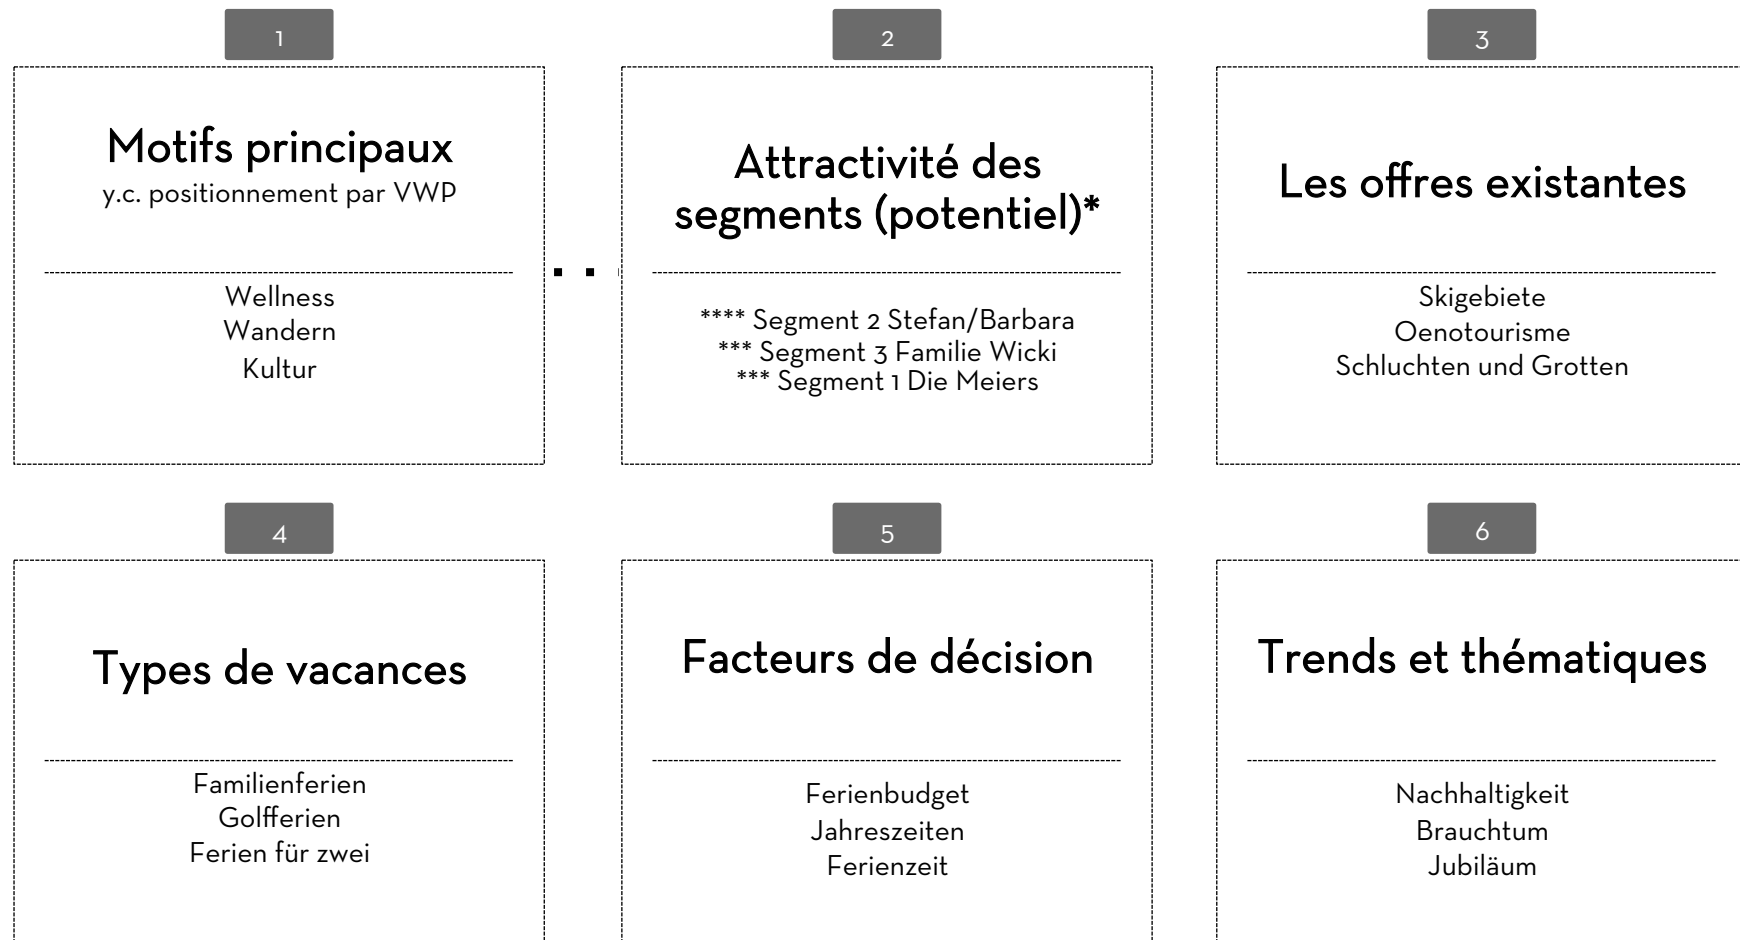 1
Motifs principaux
y.c. positionnement par VWP
Wellness
Wandern
Kultur
2
Attractivité des
segments (potentiel)*
**** Segment 2 Stefan/Barbara
*** Segment 3 Familie Wicki
*** Segment 1 Die Meiers
3
Les offres existantes
Skigebiete
Oenotourisme
Schluchten und Grotten
4
Types de vacances
Familienferien
Golfferien
Ferien für zwei
5
Facteurs de décision
Ferienbudget
Jahreszeiten
Ferienzeit
6
Trends et thématiques
Nachhaltigkeit
Brauchtum
Jubiläum